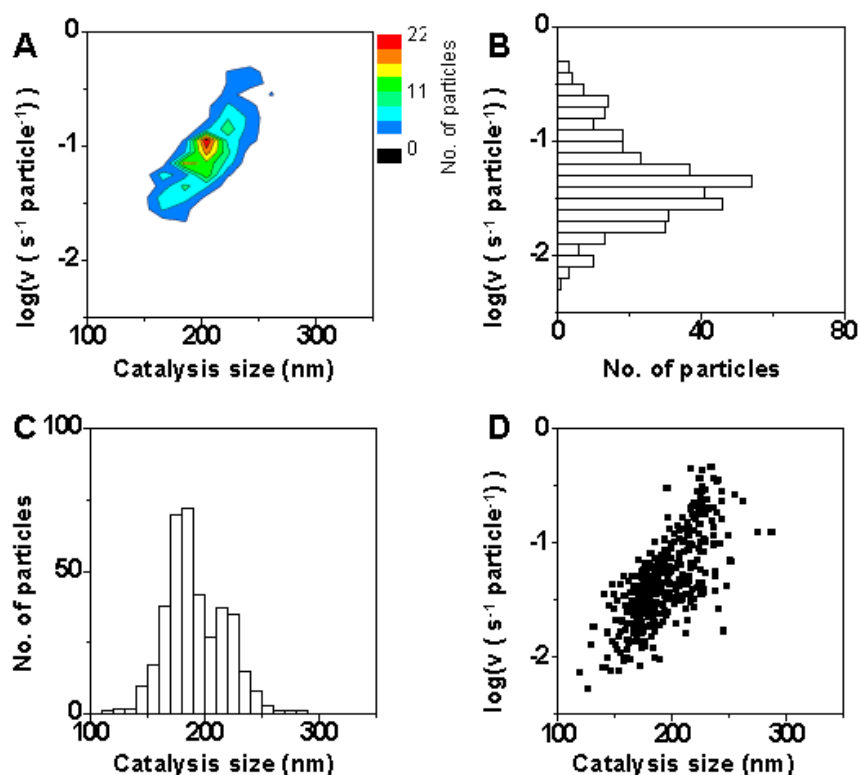 A
0
-1
-2
log(v ( s⁻¹ particle⁻¹) )
100 200 300
Catalysis size (nm)
22
11
0
No. of particles
B
0
-1
-2
log(v ( s⁻¹ particle⁻¹) )
0 40 80
No. of particles
C
100
50
0
No. of particles
100 200 300
Catalysis size (nm)
D
0
-1
-2
log(v ( s⁻¹ particle⁻¹) )
100 200 300
Catalysis size (nm)